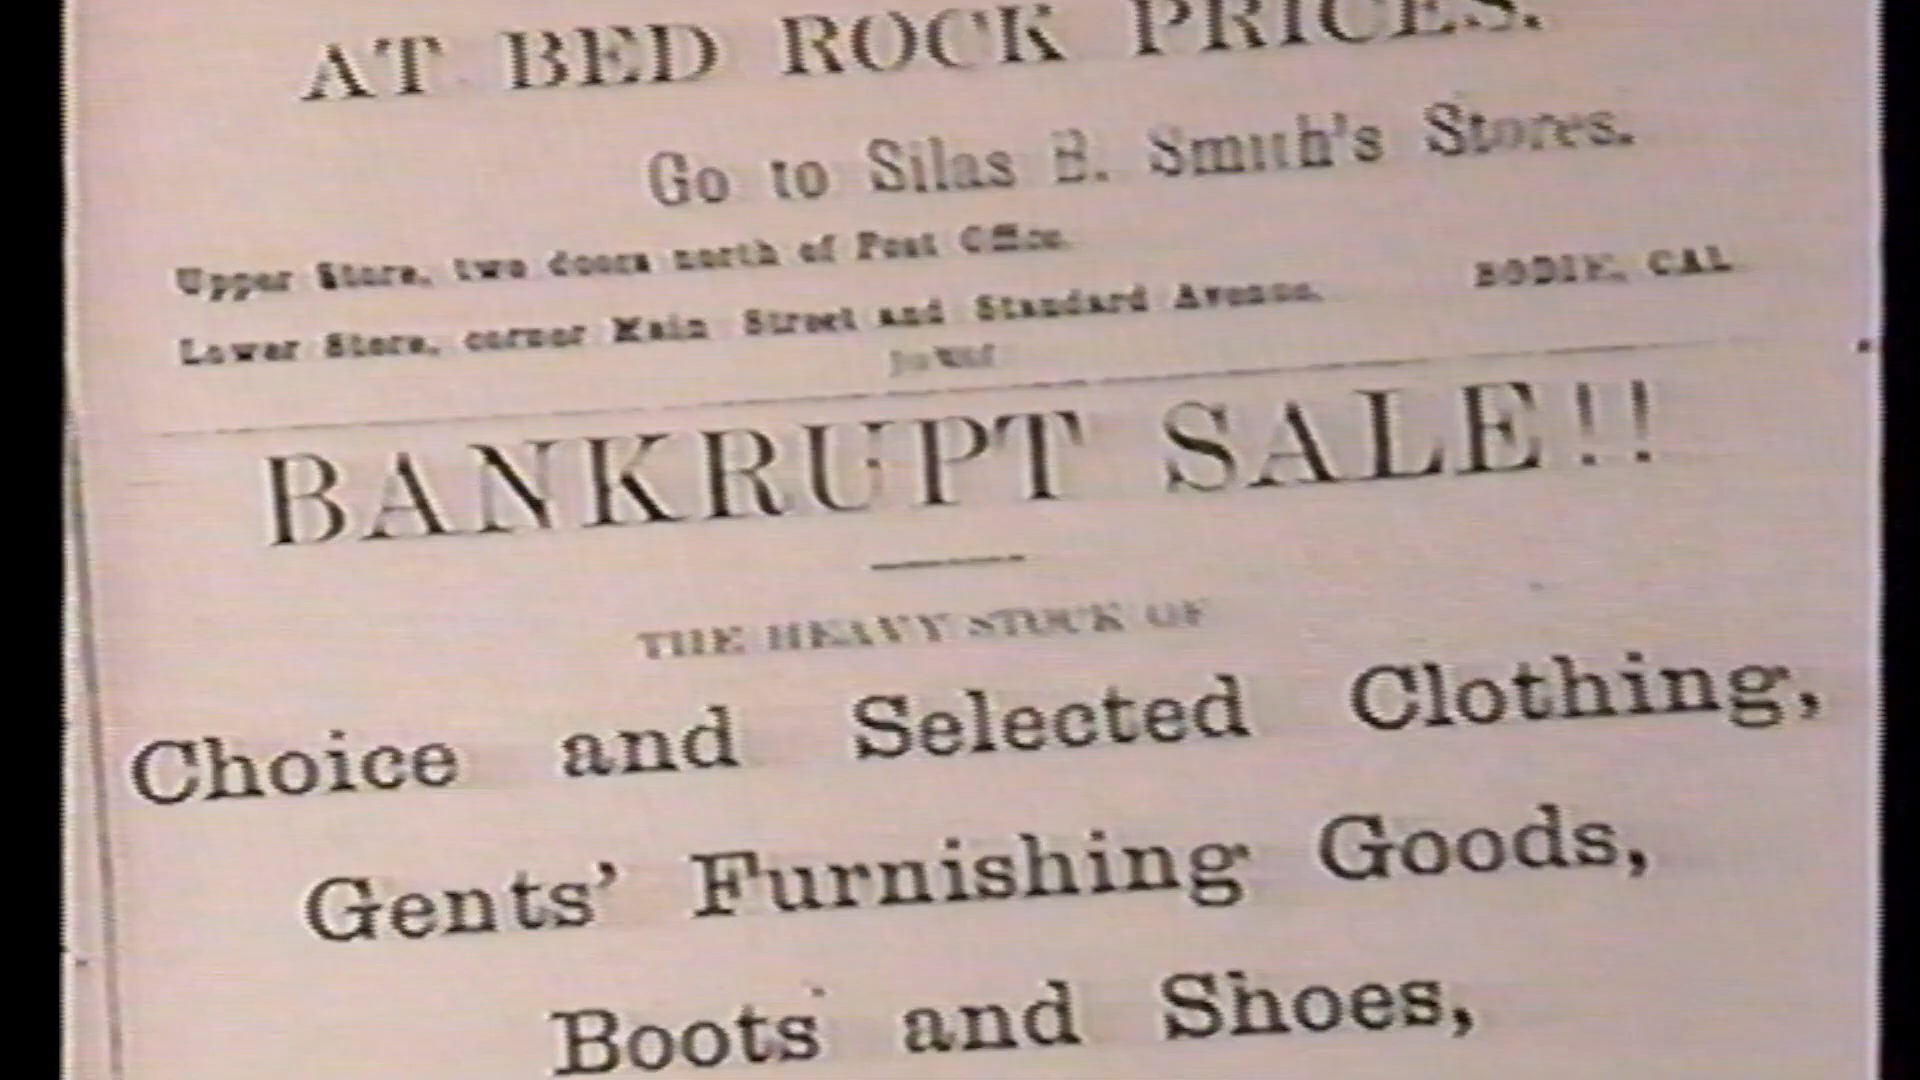 AT BED ROCK PRICES.
Go to Silas B. Smith's Stores.
Upper Store, two doors north of Post Office.
Lower Store, corner Main Street and Standard Avenue. BODIE, CAL
BANKRUPT SALE!!
THE HEAVY STOCK OF
Choice and Selected Clothing,
Gents' Furnishing Goods,
Boots and Shoes,